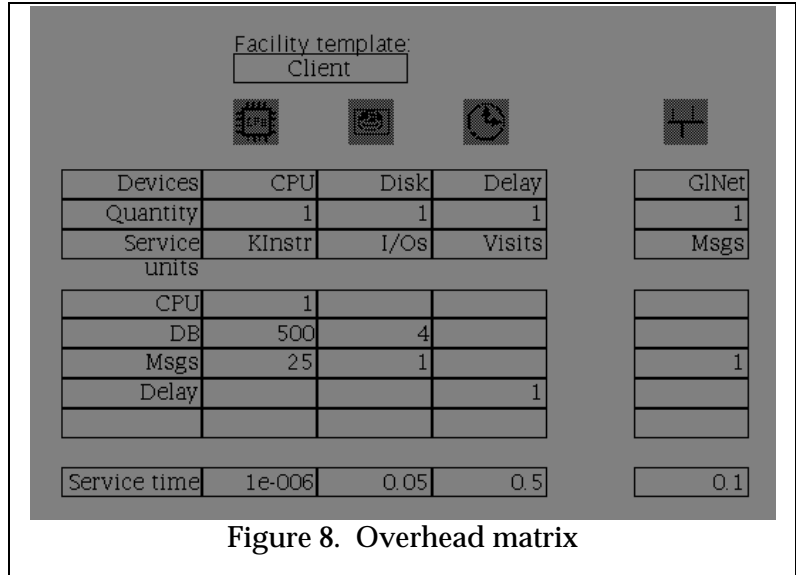 Facility template:
Client
CPU
Devices CPU Disk Delay GlNet
Quantity 1 1 1 1
Service units KInstr I/Os Visits Msgs
CPU 1
DB 500 4
Msgs 25 1 1
Delay 1
Service time 1e-006 0.05 0.5 0.1
Figure 8. Overhead matrix